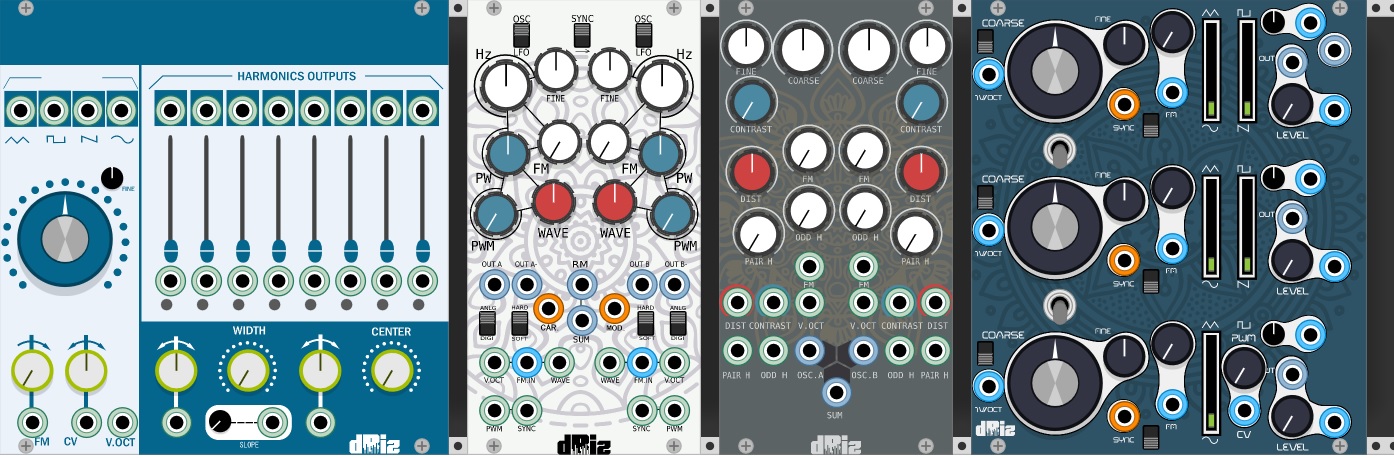 HARMONICS OUTPUTS
FINE
WIDTH
CENTER
FM
CV
V.OCT
SLOPE
dRiz
OSC
SYNC
OSC
LFO
LFO
Hz
Hz
FINE
FINE
PW
FM
FM
PW
PWM
WAVE
WAVE
PWM
OUT A
OUT A-
RM
OUT B
OUT B-
ANLG
HARD
HARD
ANLG
CAR
MOD
DIGI
SOFT
SUM
SOFT
DIGI
V.OCT
FM.IN
WAVE
WAVE
FM.IN
V.OCT
PWM
SYNC
SYNC
PWM
dRiz
FINE
COARSE
COARSE
FINE
CONTRAST
CONTRAST
FM
FM
DIST
DIST
ODD H
ODD H
PAIR H
PAIR H
FM
FM
DIST
CONTRAST
V.OCT
V.OCT
CONTRAST
DIST
PAIR H
ODD H
OSC.A
OSC.B
ODD H
PAIR H
SUM
dRiz
COARSE
FINE
OUT
1V/OCT
SYNC
FM
LEVEL
COARSE
FINE
OUT
1V/OCT
SYNC
FM
LEVEL
COARSE
FINE
PWM
OUT
1V/OCT
SYNC
FM
CV
LEVEL
dRiz